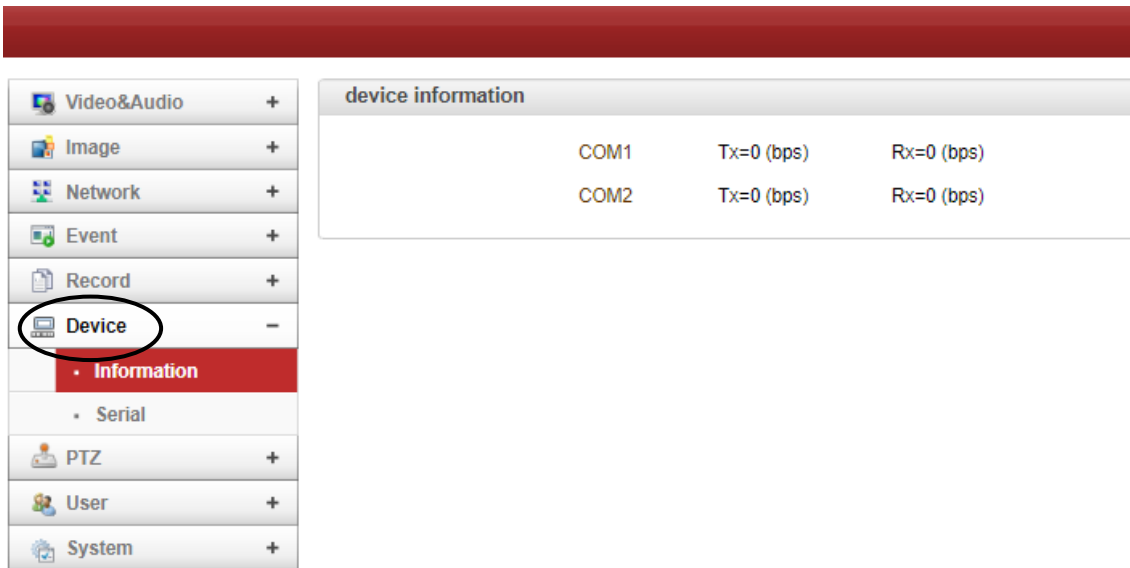 Video&Audio +
Image +
Network +
Event +
Record +
Device −
Information
Serial
PTZ +
User +
System +
device information
COM1 Tx=0 (bps) Rx=0 (bps)
COM2 Tx=0 (bps) Rx=0 (bps)